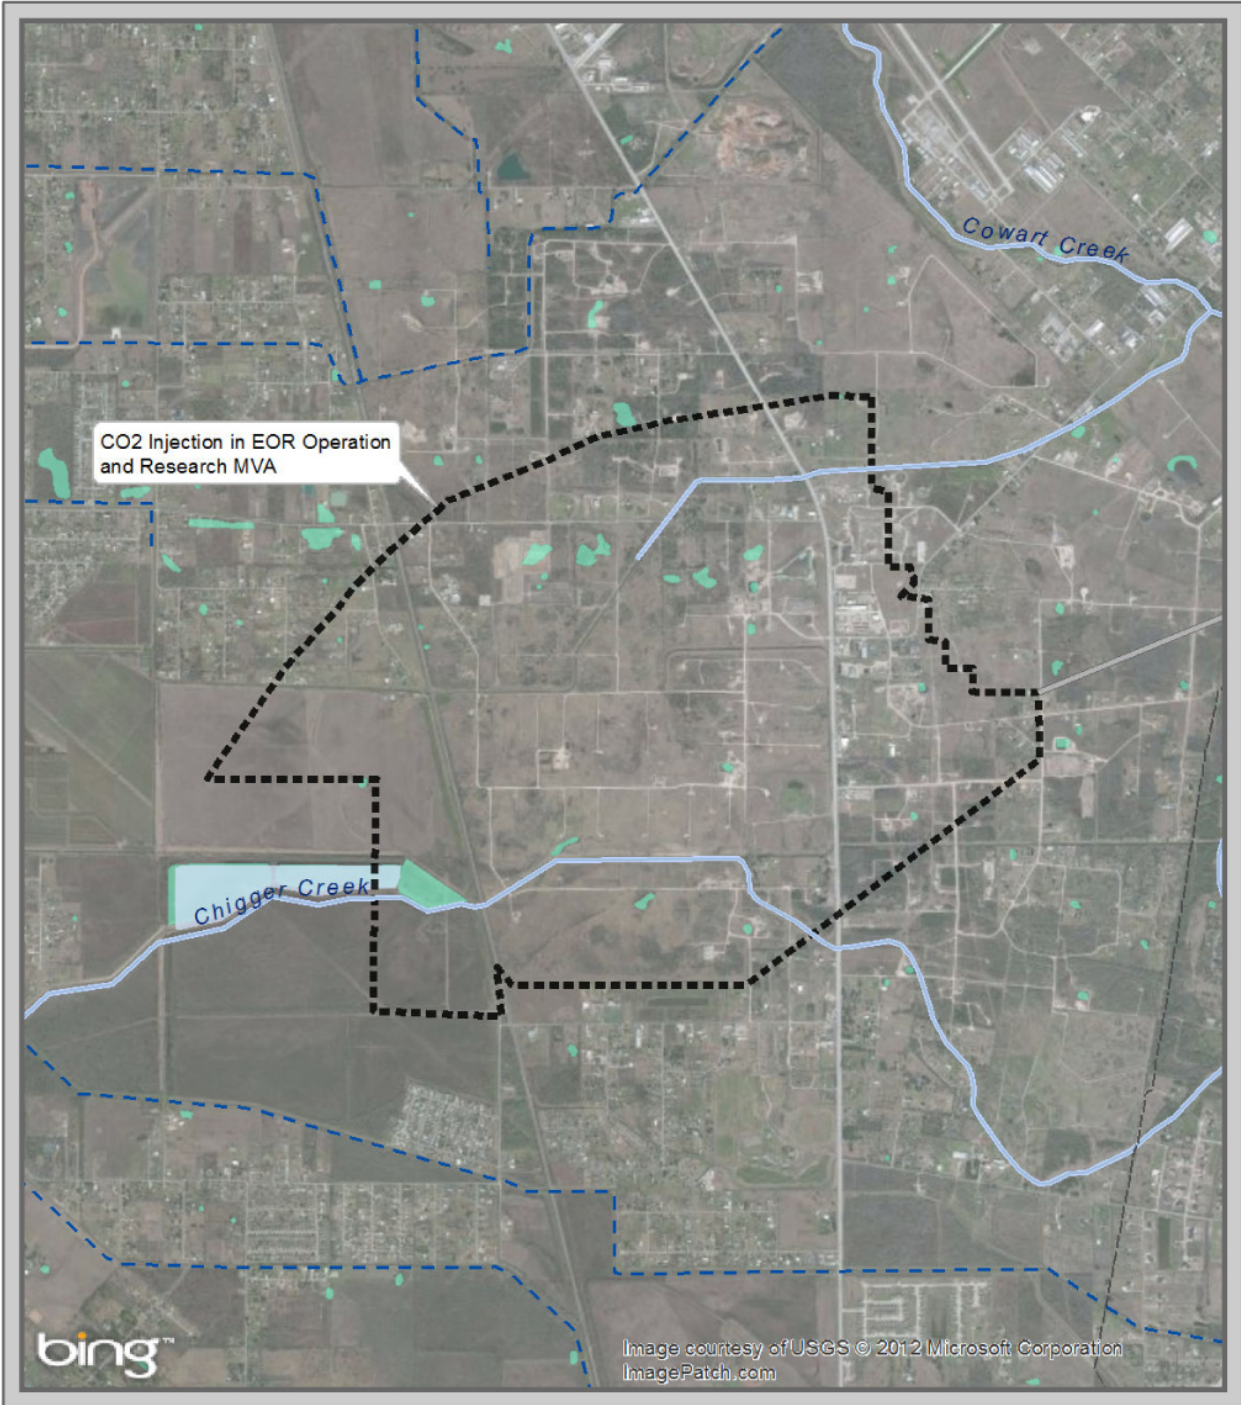 Cowart Creek
CO2 Injection in EOR Operation
and Research MVA
Chigger Creek
bing™
Image courtesy of USGS © 2012 Microsoft Corporation
ImagePatch.com